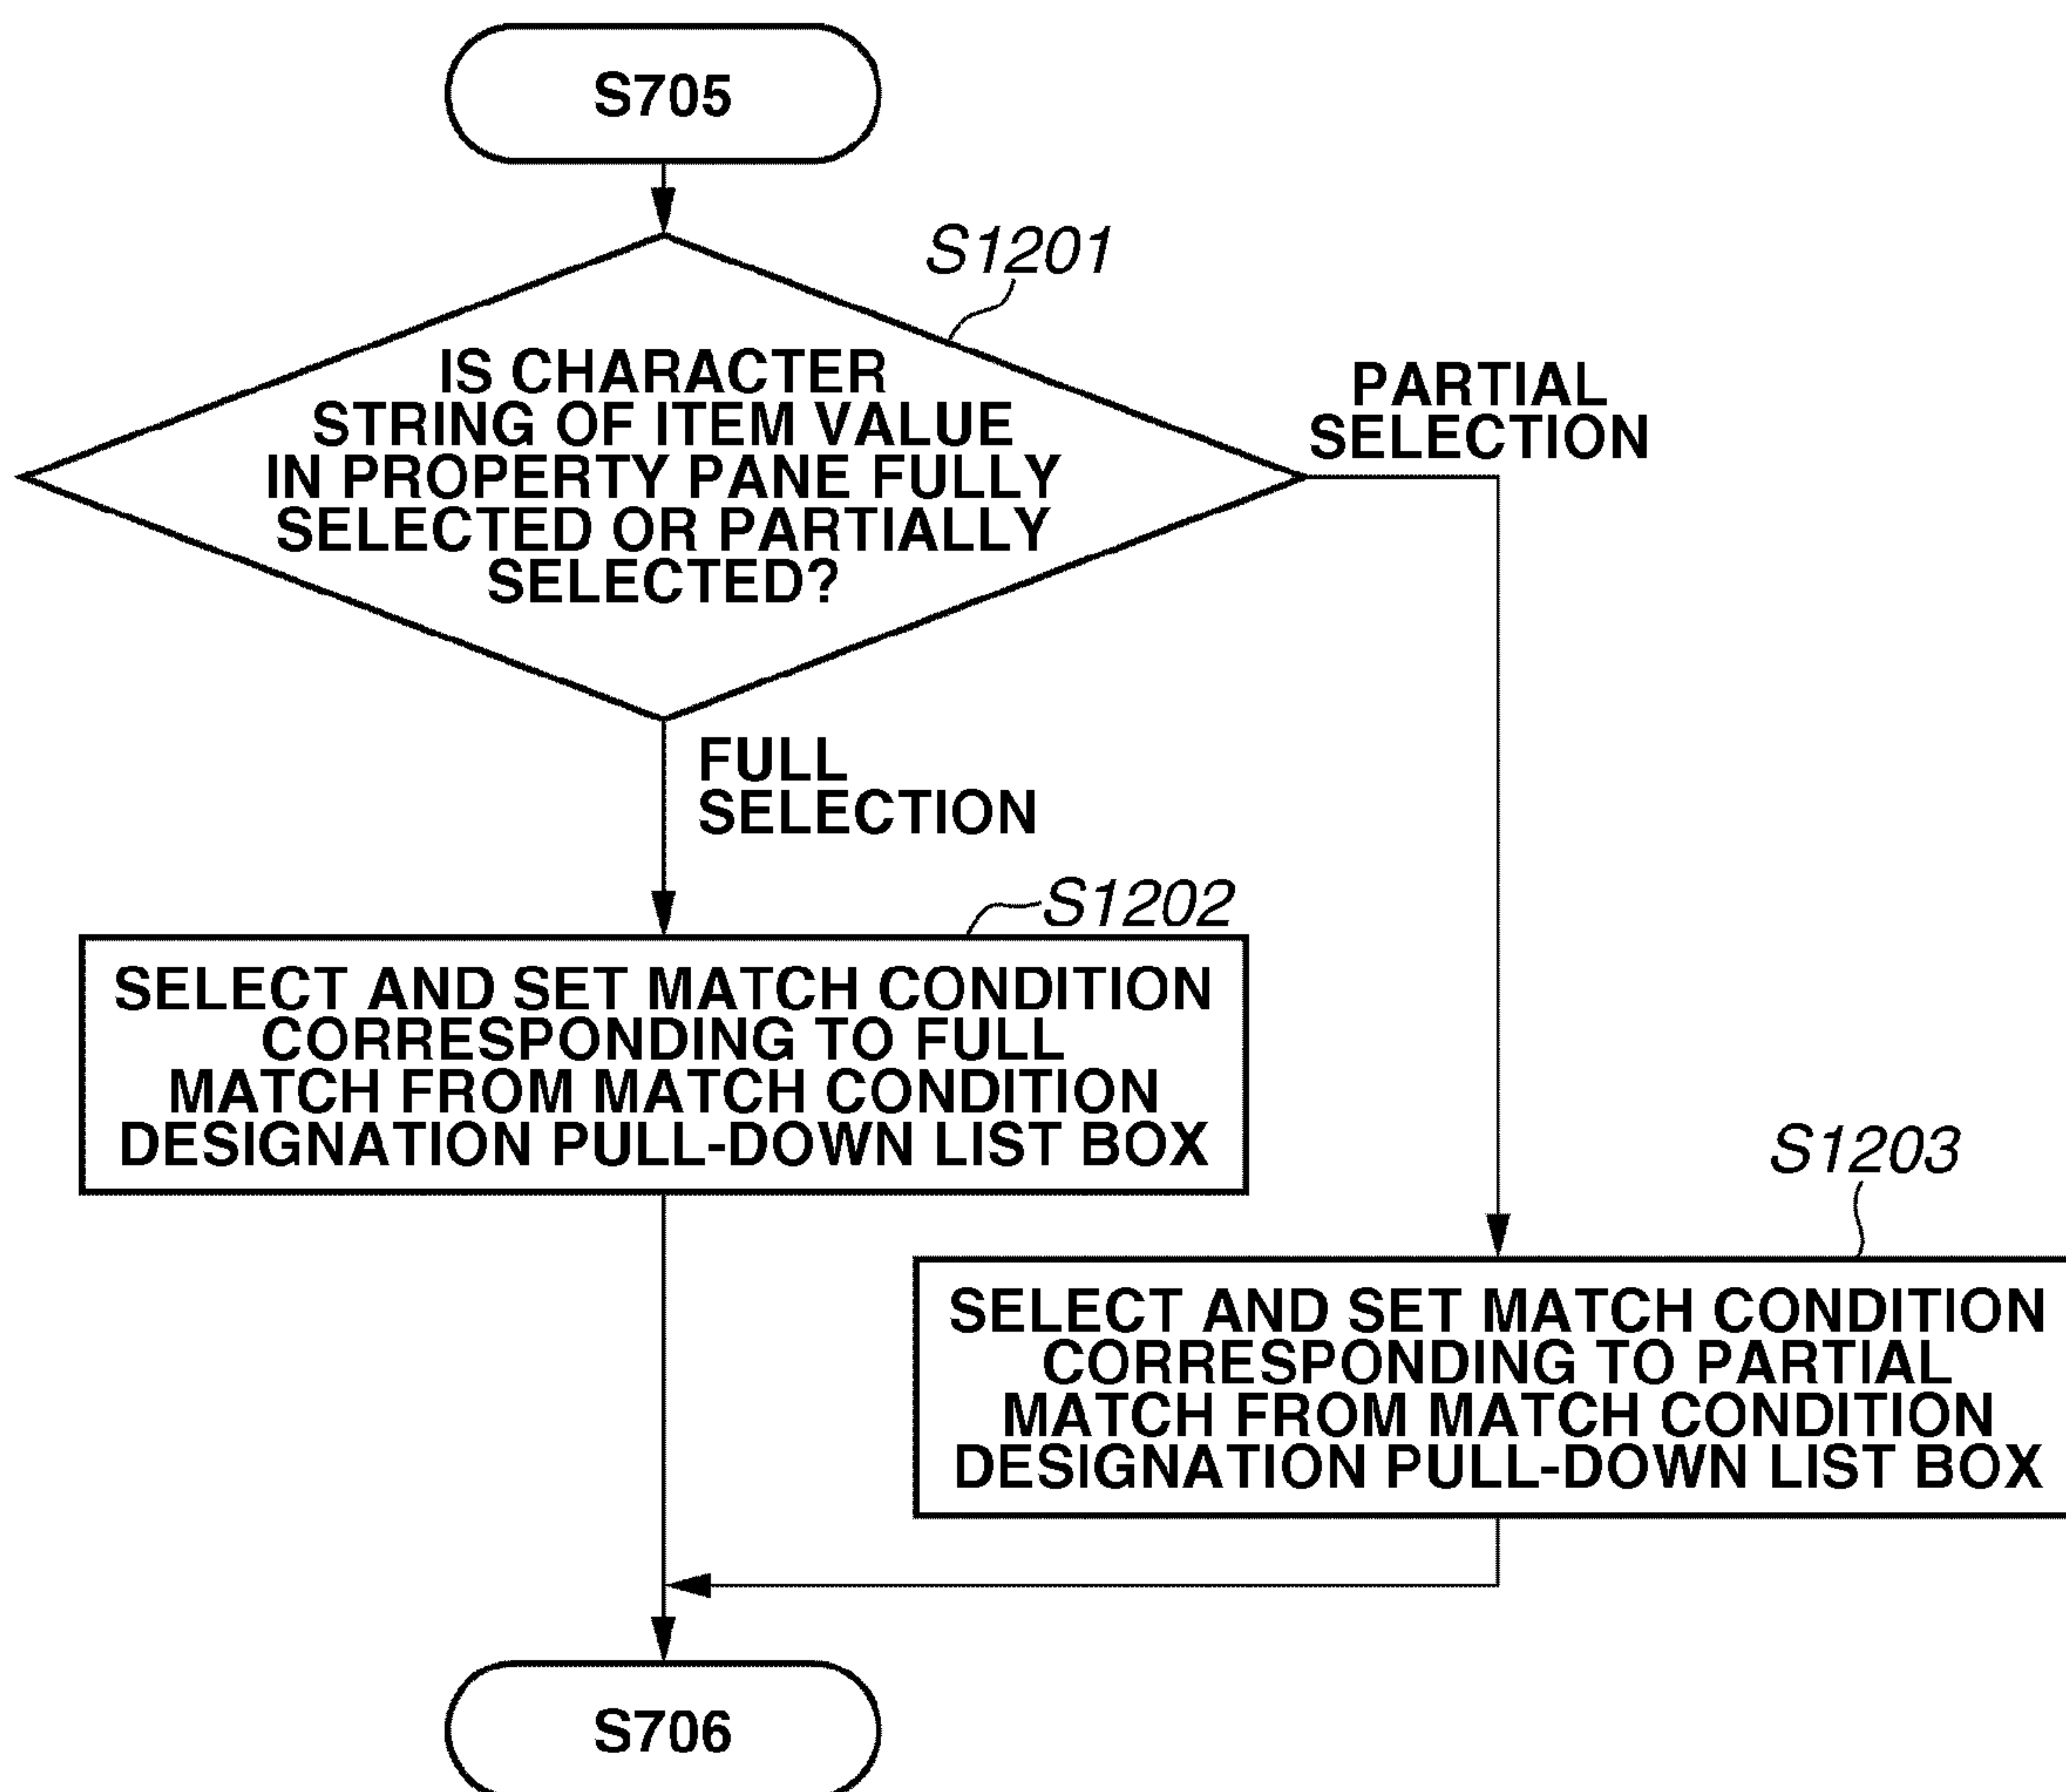 S705
S1201
IS CHARACTER
STRING OF ITEM VALUE
IN PROPERTY PANE FULLY
SELECTED OR PARTIALLY
SELECTED?
PARTIAL
SELECTION
FULL
SELECTION
S1202
SELECT AND SET MATCH CONDITION
CORRESPONDING TO FULL
MATCH FROM MATCH CONDITION
DESIGNATION PULL-DOWN LIST BOX
S1203
SELECT AND SET MATCH CONDITION
CORRESPONDING TO PARTIAL
MATCH FROM MATCH CONDITION
DESIGNATION PULL-DOWN LIST BOX
S706